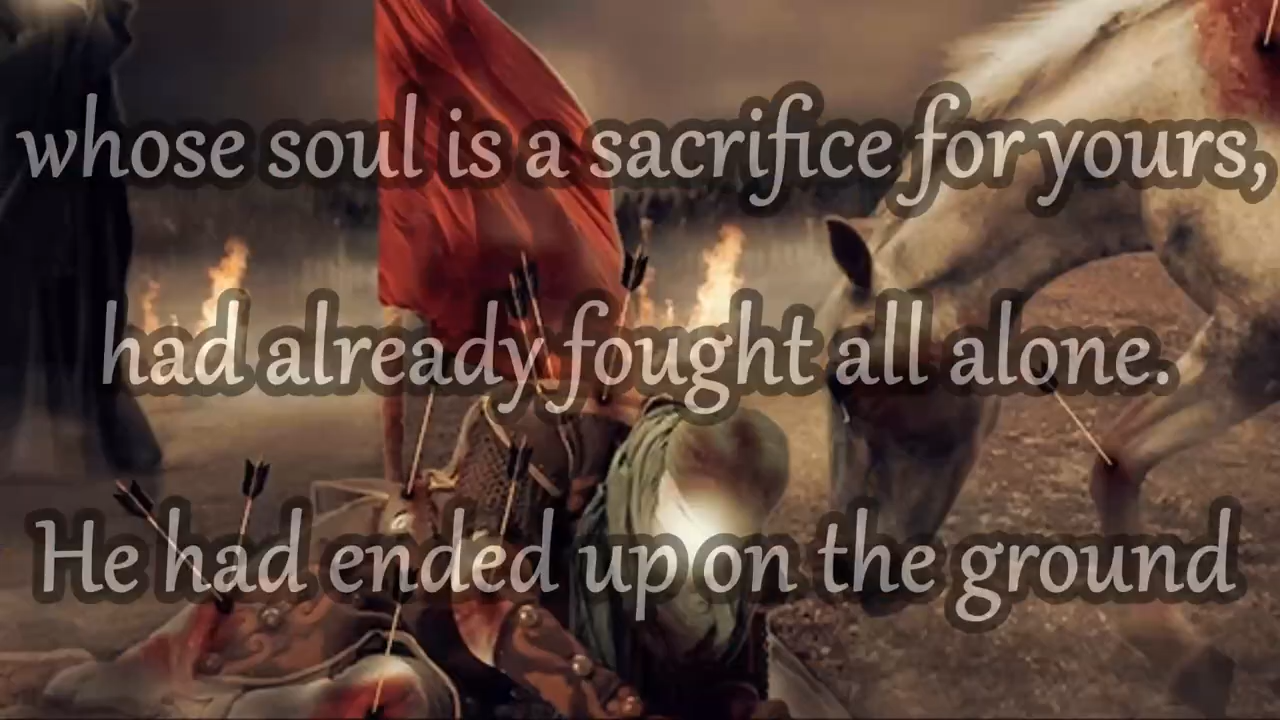 whose soul is a sacrifice for yours,
had already fought all alone.
He had ended up on the ground